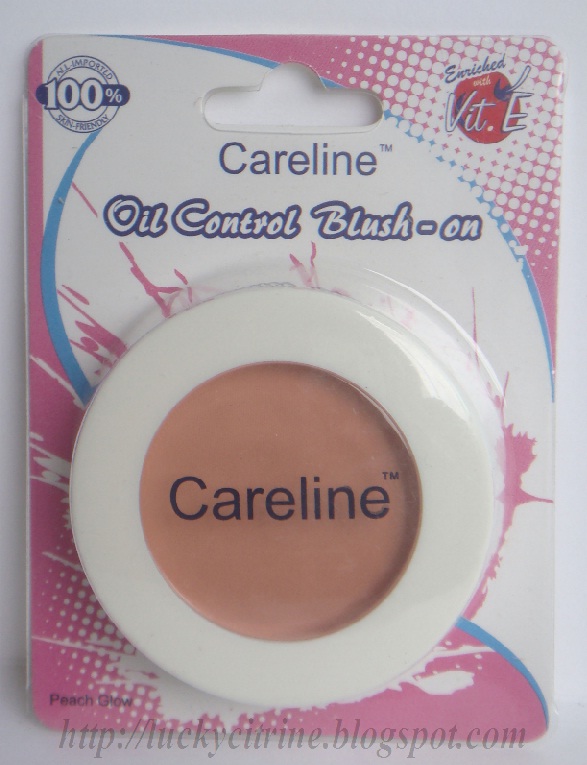 N.I.-IMPORTED
100%
SKIN-FRIENDLY
Enriched
with
Vit. E
Careline™
Oil Control Blush-on
Careline™
Peach Glow
http://luckycitrine.blogspot.com